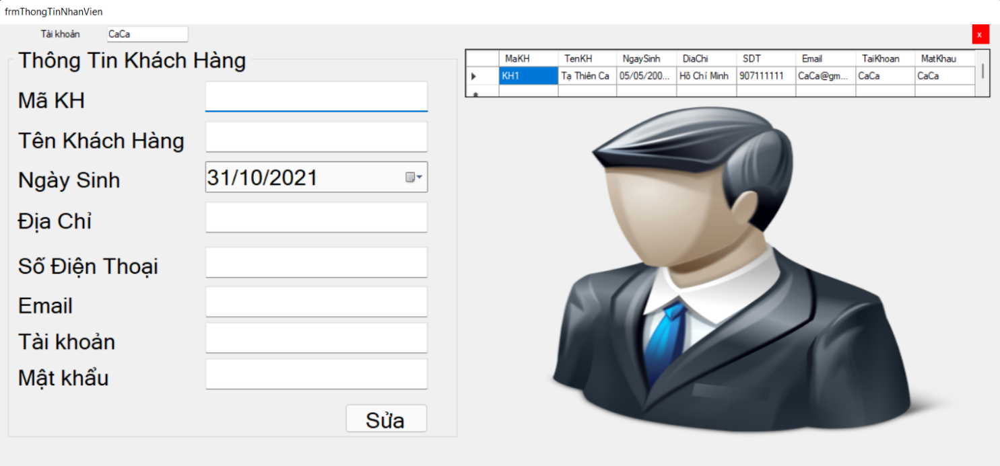 frmThongTinNhanVien
Tài khoản CaCa x
Thông Tin Khách Hàng
Mã KH
Tên Khách Hàng
Ngày Sinh 31/10/2021
Địa Chỉ
Số Điện Thoại
Email
Tài khoản
Mật khẩu
Sửa
MaKH TenKH NgaySinh DiaChi SDT Email TaiKhoan MatKhau
KH1 Tạ Thiên Ca 05/05/200... Hồ Chí Minh 907111111 CaCa@gm... CaCa CaCa